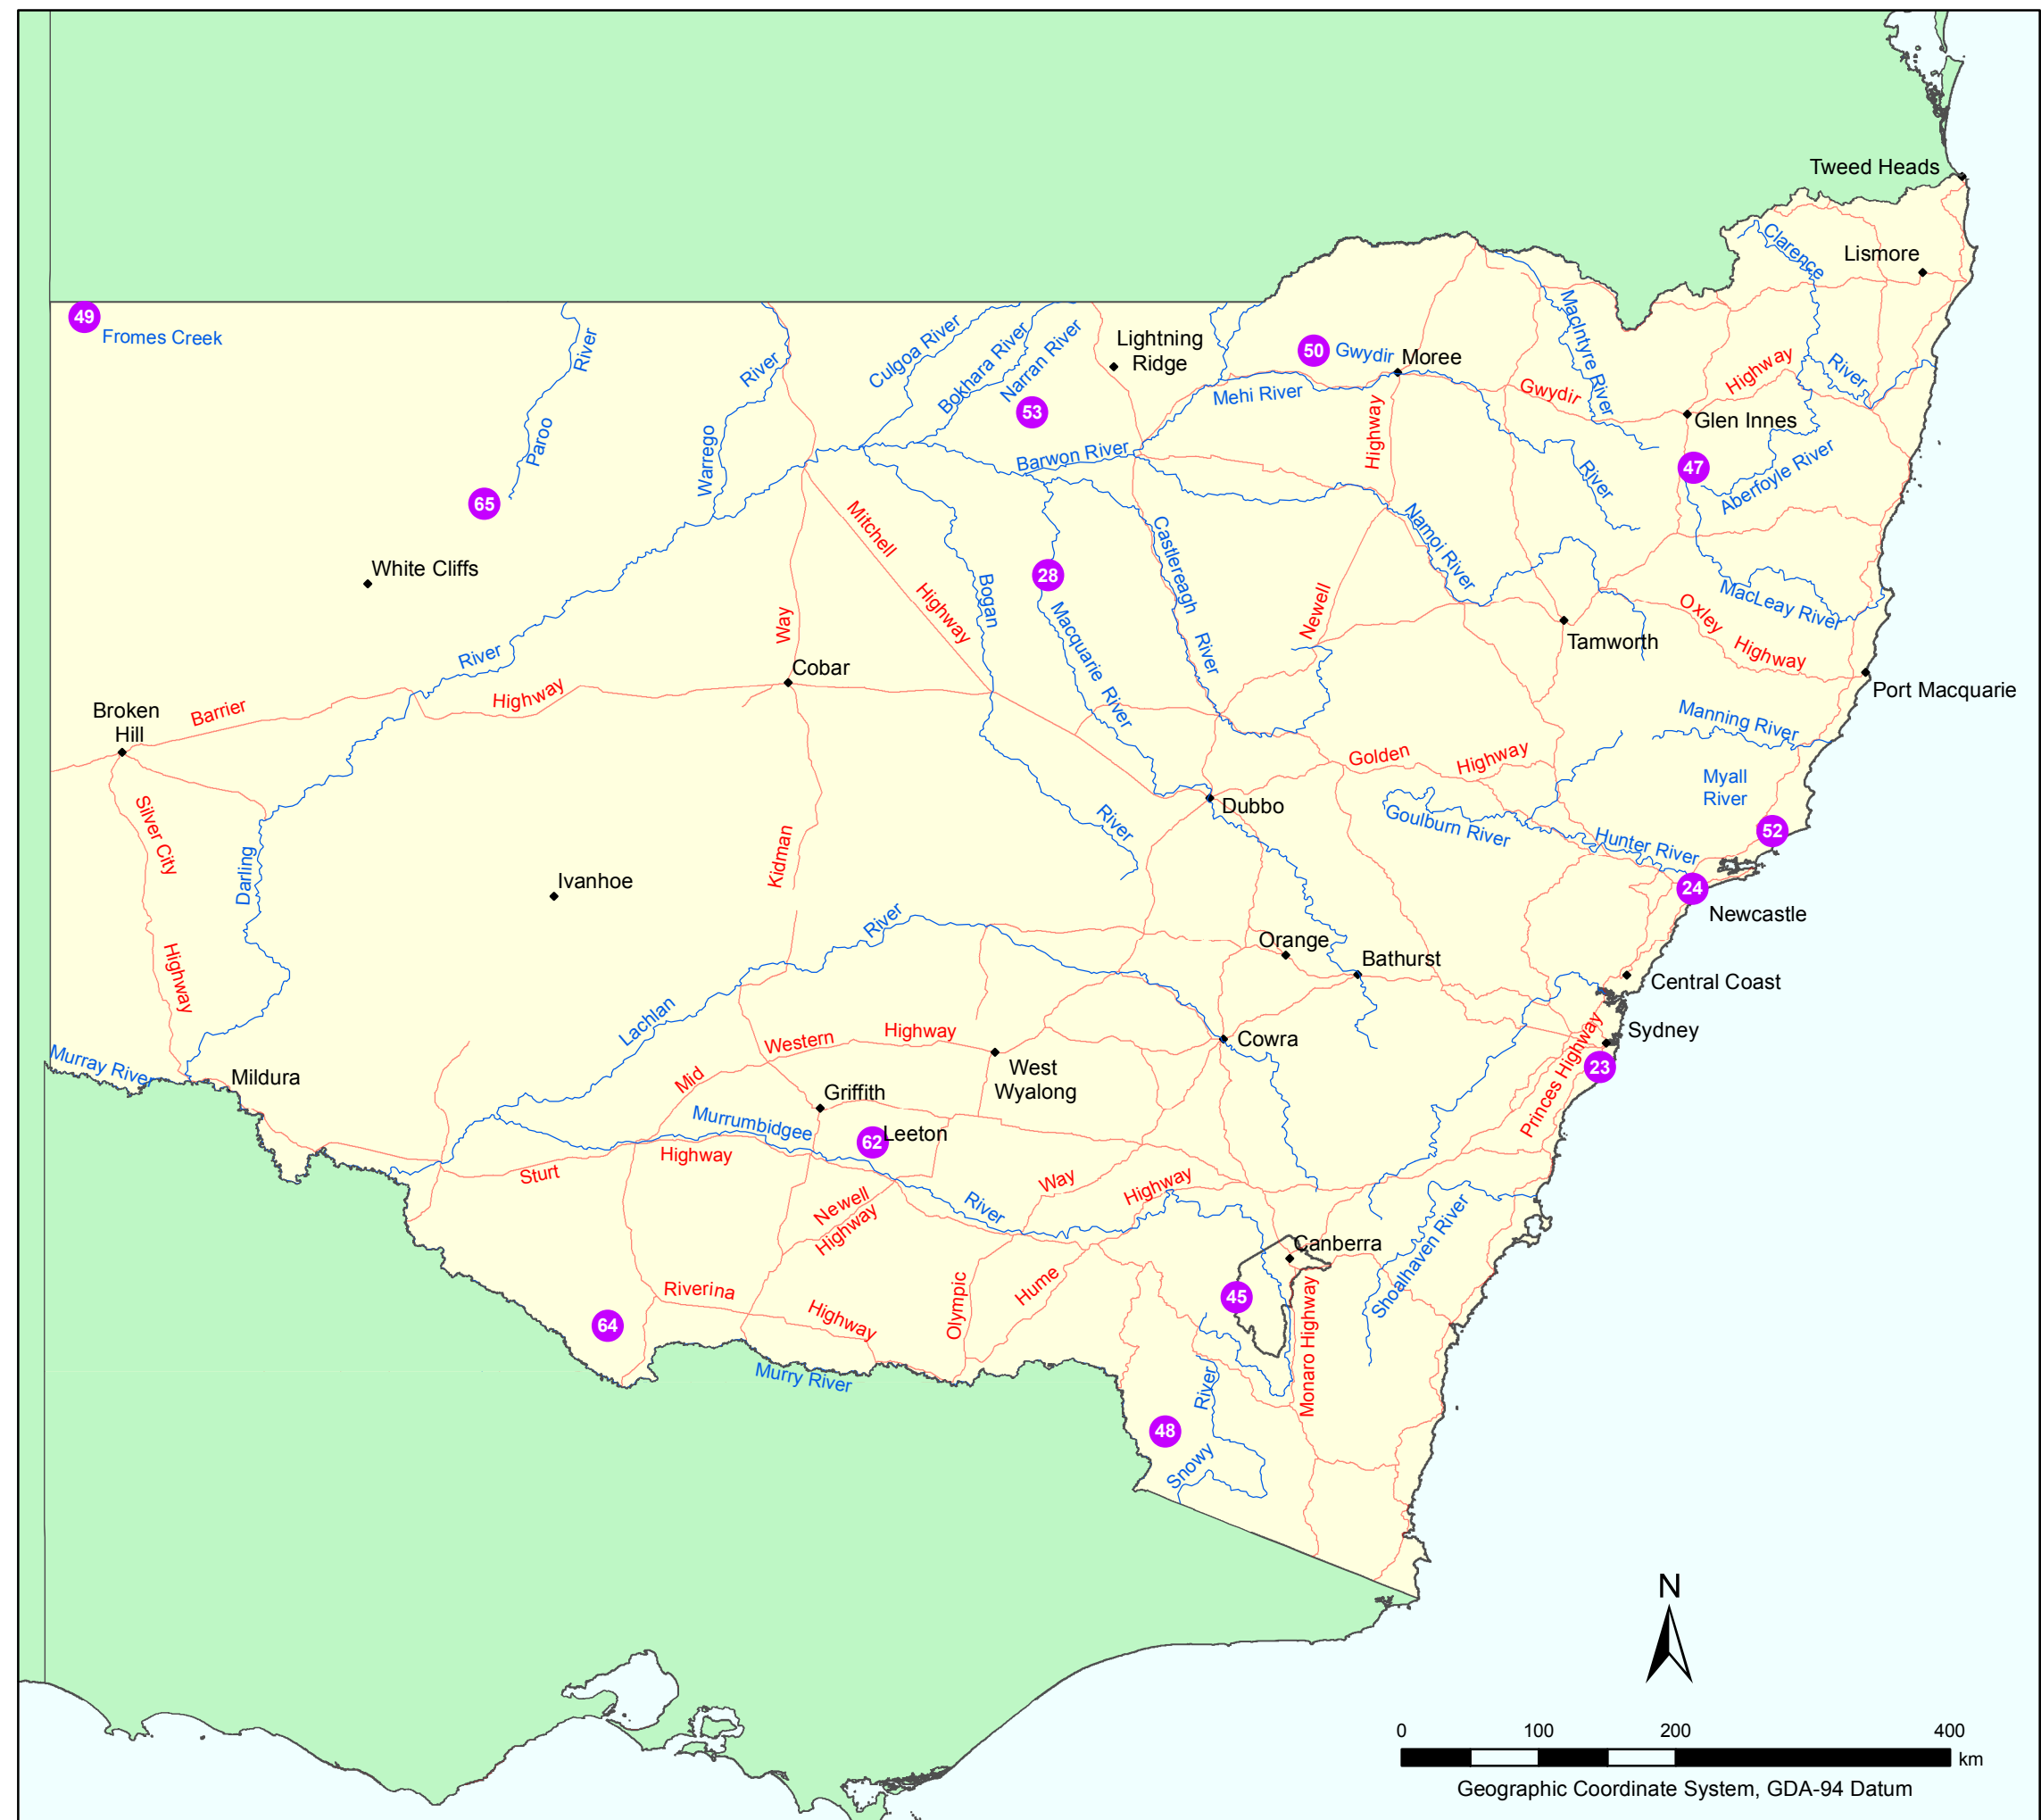 Tweed Heads
Clarence
Lismore
49
Fromes Creek
River
River
Culgoa River
Bokhara River
Narran River
Lightning
Ridge
50
Gwydir
Moree
MacIntyre River
Highway
River
Mehi River
Gwydir
Glen Innes
53
Paroo
Warrego
Barwon River
Highway
River
47
Aberfoyle River
65
Mitchell
Castlereagh
Namoi River
White Cliffs
28
Bogan
Highway
Macquarie
River
Newell
MacLeay River
Oxley
Highway
Way
River
River
Tamworth
Cobar
Port Macquarie
Broken
Hill
Barrier
Highway
Manning River
Golden
Highway
Myall
River
Silver City
Dubbo
Goulburn River
Hunter River
52
River
Darling
Kidman
Ivanhoe
24
Newcastle
River
Highway
Orange
Bathurst
Central Coast
Lachlan
Western
Highway
Cowra
Princes Highway
Sydney
23
Murray River
Mildura
Mid
West
Wyalong
Griffith
Murrumbidgee
62
Leeton
Highway
Sturt
Way
Highway
Newell
Highway
River
Shoalhaven River
Canberra
45
Monaro Highway
Riverina
Highway
Olympic
Hume
64
Murry River
River
48
Snowy
N
0
100
200
400
km
Geographic Coordinate System, GDA-94 Datum